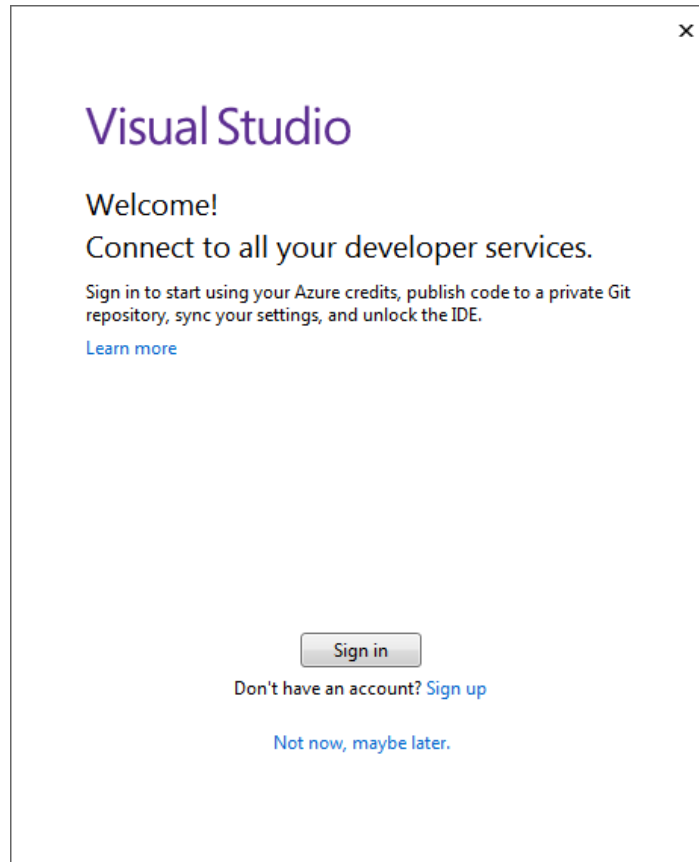 Visual Studio
Welcome!
Connect to all your developer services.
Sign in to start using your Azure credits, publish code to a private Git
repository, sync your settings, and unlock the IDE.
Learn more
Sign in
Don't have an account? Sign up
Not now, maybe later.